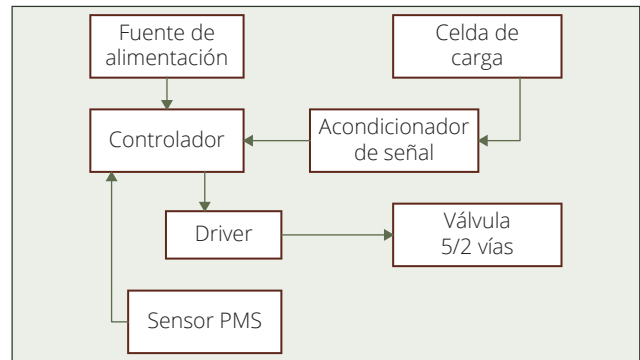 Fuente de
alimentación
Celda de
carga
Controlador
Acondicionador
de señal
Driver
Válvula
5/2 vías
Sensor PMS